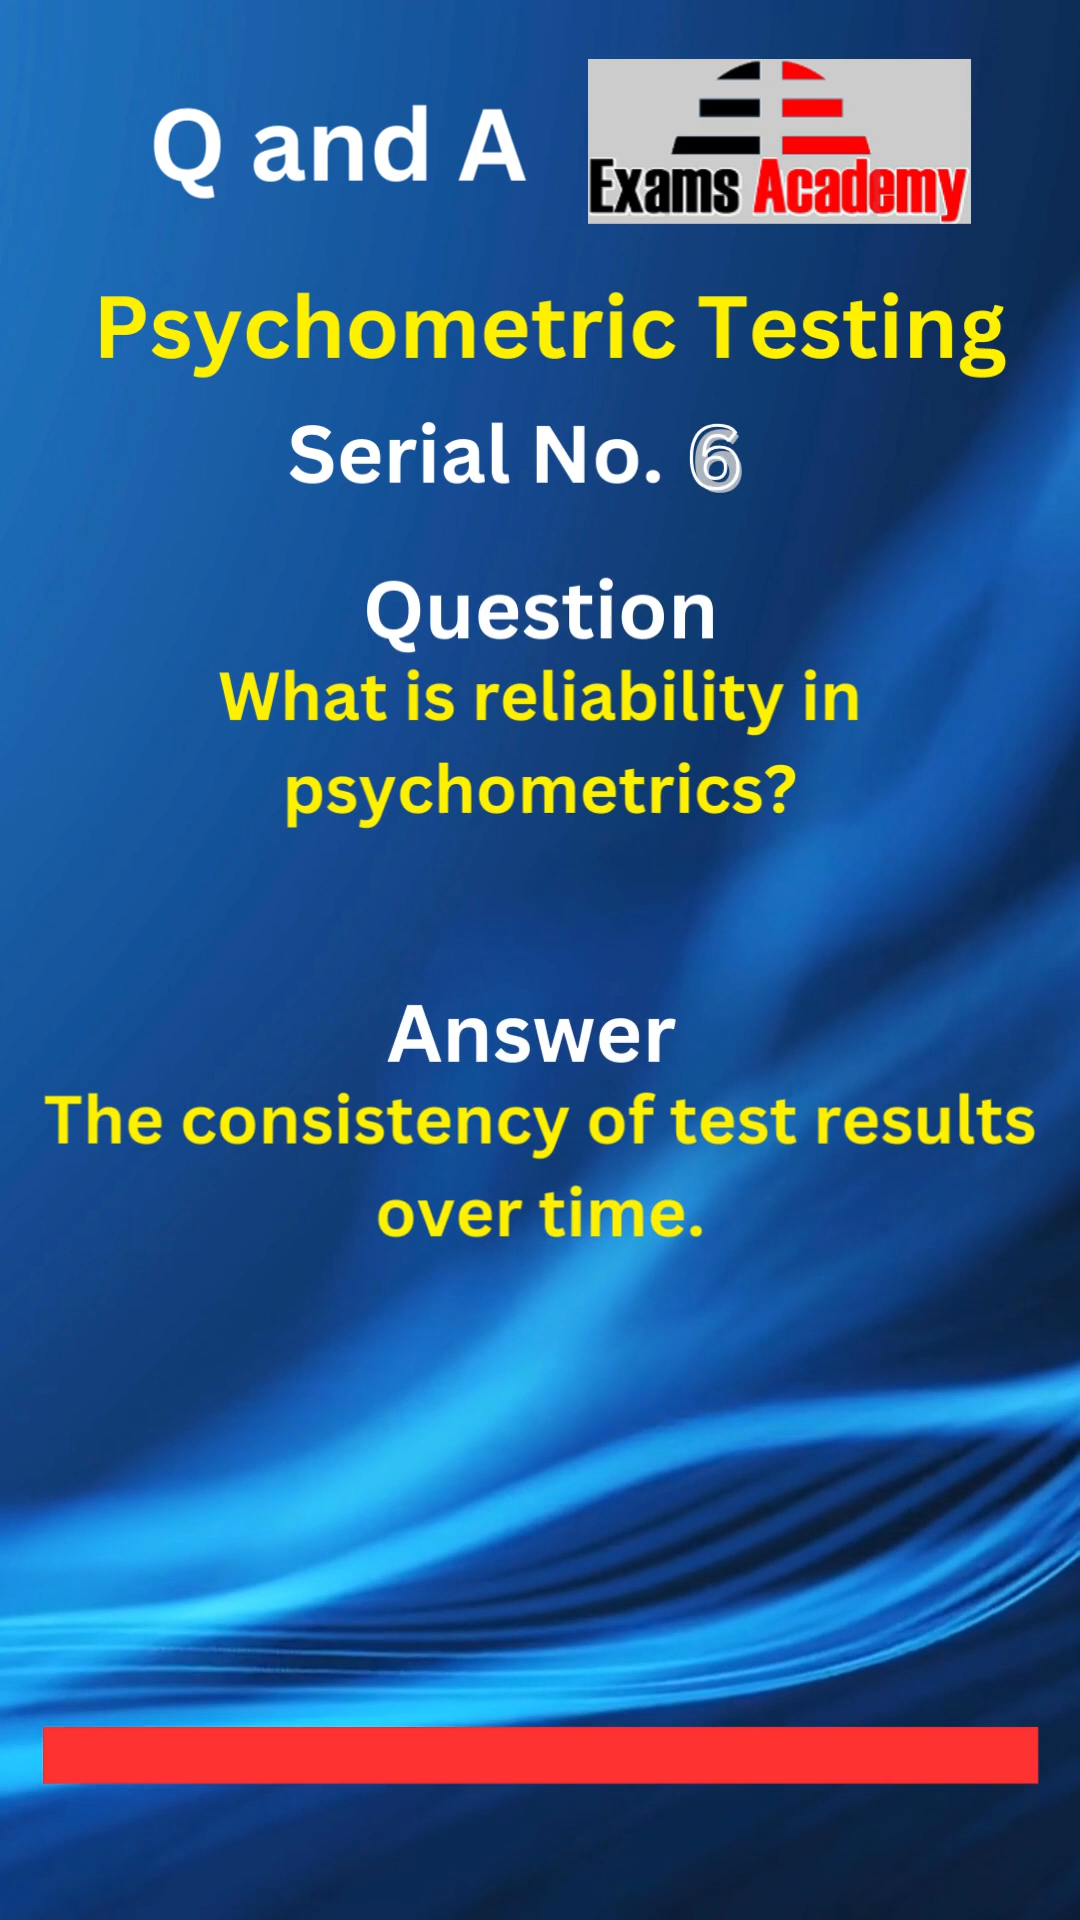 Q and A
Exams Academy
Psychometric Testing
Serial No. 6
Question
What is reliability in
psychometrics?
Answer
The consistency of test results
over time.